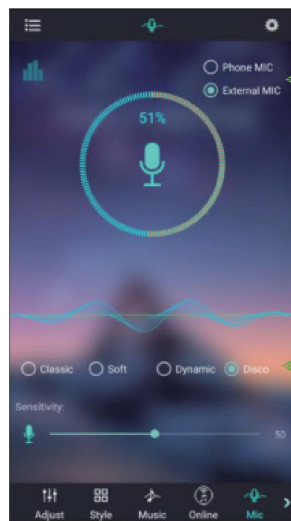 Phone MIC
External MIC
51%
Classic Soft Dynamic Disco
Sensitivity:
50
Adjust Style Music Online Mic